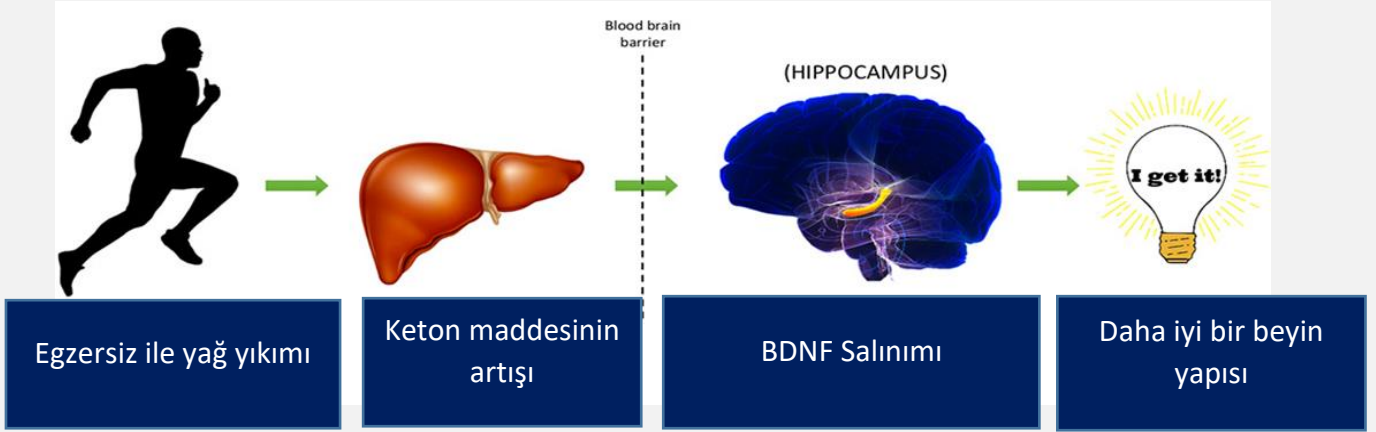 Blood brain
barrier
(HIPPOCAMPUS)
I get it!
Egzersiz ile yağ yıkımı
Keton maddesinin
artışı
BDNF Salınımı
Daha iyi bir beyin
yapısı